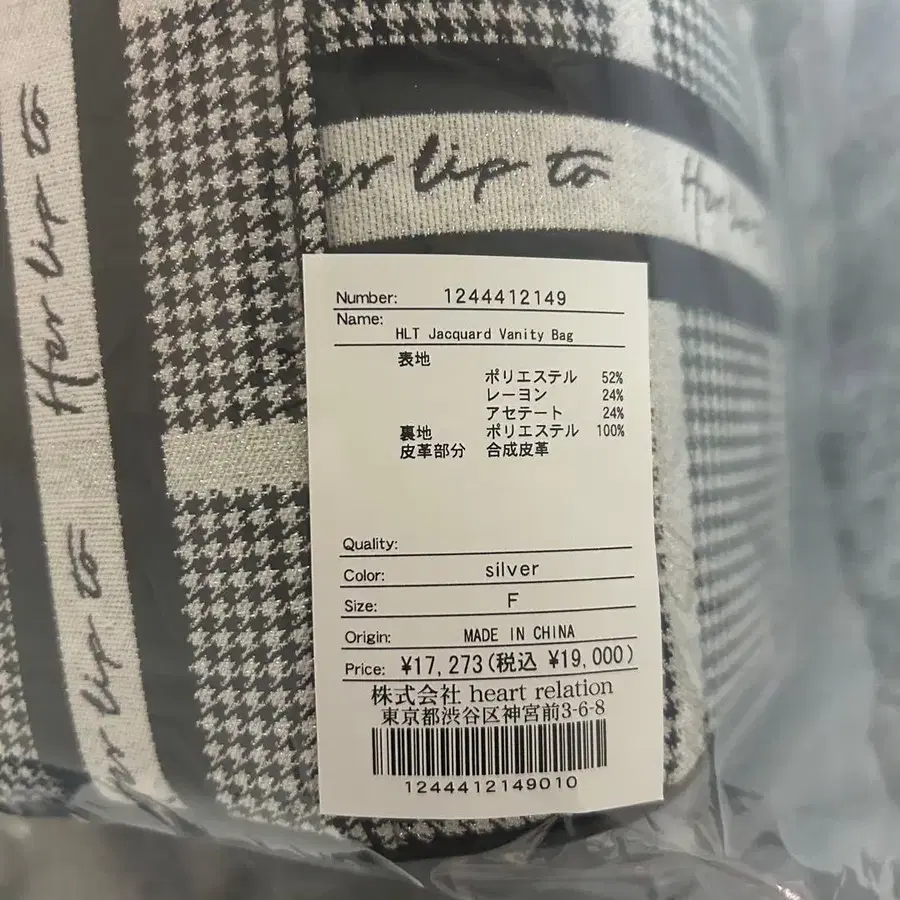 Her lip to
Her lip to
er lip to
Her
Number: 1244412149
Name:
HLT Jacquard Vanity Bag
表地
ポリエステル 52%
レーヨン 24%
アセテート 24%
裏地 ポリエステル 100%
皮革部分 合成皮革
Quality:
Color: silver
Size: F
Origin: MADE IN CHINA
Price: ¥17,273(税込 ¥19,000)
株式会社 heart relation
東京都渋谷区神宮前3-6-8
1244412149010